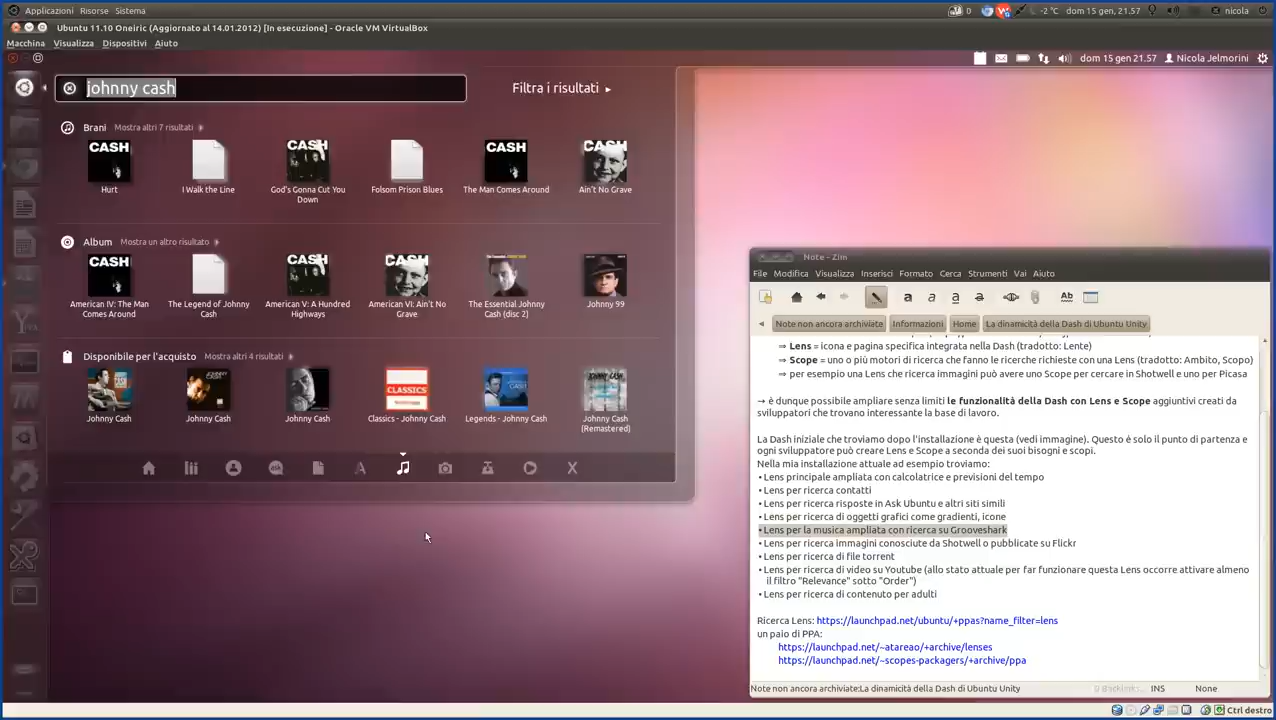 Applicazioni Risorse Sistema
-2 °C dom 15 gen, 21.57 nicola
Ubuntu 11.10 Oneiric (Aggiornato al 14.01.2012) [In esecuzione] - Oracle VM VirtualBox
Macchina Visualizza Dispositivi Aiuto
dom 15 gen 21.57 Nicola Jelmorini
johnny cash
Filtra i risultati
Brani Mostra altri 7 risultati
CASH CASH CASH CASH
Hurt I Walk the Line God's Gonna Cut You Folsom Prison Blues The Man Comes Around Ain't No Grave
Down
Album Mostra un altro risultato
CASH CASH CASH
American IV: The Man The Legend of Johnny American V: A Hundred American VI: Ain't No The Essential Johnny Johnny 99
Comes Around Cash Highways Grave Cash (disc 2)
Disponibile per l'acquisto Mostra altri 4 risultati
CLASSICS
Johnny Cash Johnny Cash Johnny Cash Classics - Johnny Cash Legends - Johnny Cash Johnny Cash
(Remastered)
Note - Zim
File Modifica Visualizza Inserisci Formato Cerca Strumenti Vai Aiuto
Note non ancora archiviate Informazioni Home La dinamicità della Dash di Ubuntu Unity
⇒ Lens = icona e pagina specifica integrata nella Dash (tradotto: Lente)
⇒ Scope = uno o più motori di ricerca che fanno le ricerche richieste con una Lens (tradotto: Ambito, Scopo)
⇒ per esempio una Lens che ricerca immagini può avere uno Scope per cercare in Shotwell e uno per Picasa
→ è dunque possibile ampliare senza limiti le funzionalità della Dash con Lens e Scope aggiuntivi creati da
sviluppatori che trovano interessante la base di lavoro.
La Dash iniziale che troviamo dopo l'installazione è questa (vedi immagine). Questo è solo il punto di partenza e
ogni sviluppatore può creare Lens e Scope a seconda dei suoi bisogni e scopi.
Nella mia installazione attuale ad esempio troviamo:
• Lens principale ampliata con calcolatrice e previsioni del tempo
• Lens per ricerca contatti
• Lens per ricerca risposte in Ask Ubuntu e altri siti simili
• Lens per ricerca di oggetti grafici come gradienti, icone
• Lens per la musica ampliata con ricerca su Grooveshark
• Lens per ricerca immagini conosciute da Shotwell o pubblicate su Flickr
• Lens per ricerca di file torrent
• Lens per ricerca di video su Youtube (allo stato attuale per far funzionare questa Lens occorre attivare almeno
il filtro "Relevance" sotto "Order")
• Lens per ricerca di contenuto per adulti
Ricerca Lens: https://launchpad.net/ubuntu/+ppas?name_filter=lens
un paio di PPA:
https://launchpad.net/~atareao/+archive/lenses
https://launchpad.net/~scopes-packagers/+archive/ppa
Note non ancora archiviate:La dinamicità della Dash di Ubuntu Unity INS None
Ctrl destro